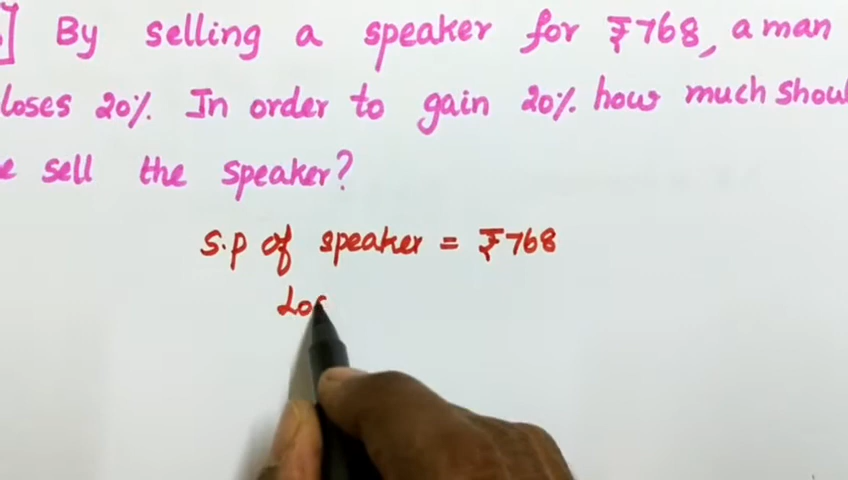 ] By selling a speaker for ₹768, a man
loses 20%. In order to gain 20% how much shoul
e sell the speaker?
S.P of speaker = ₹768
Los